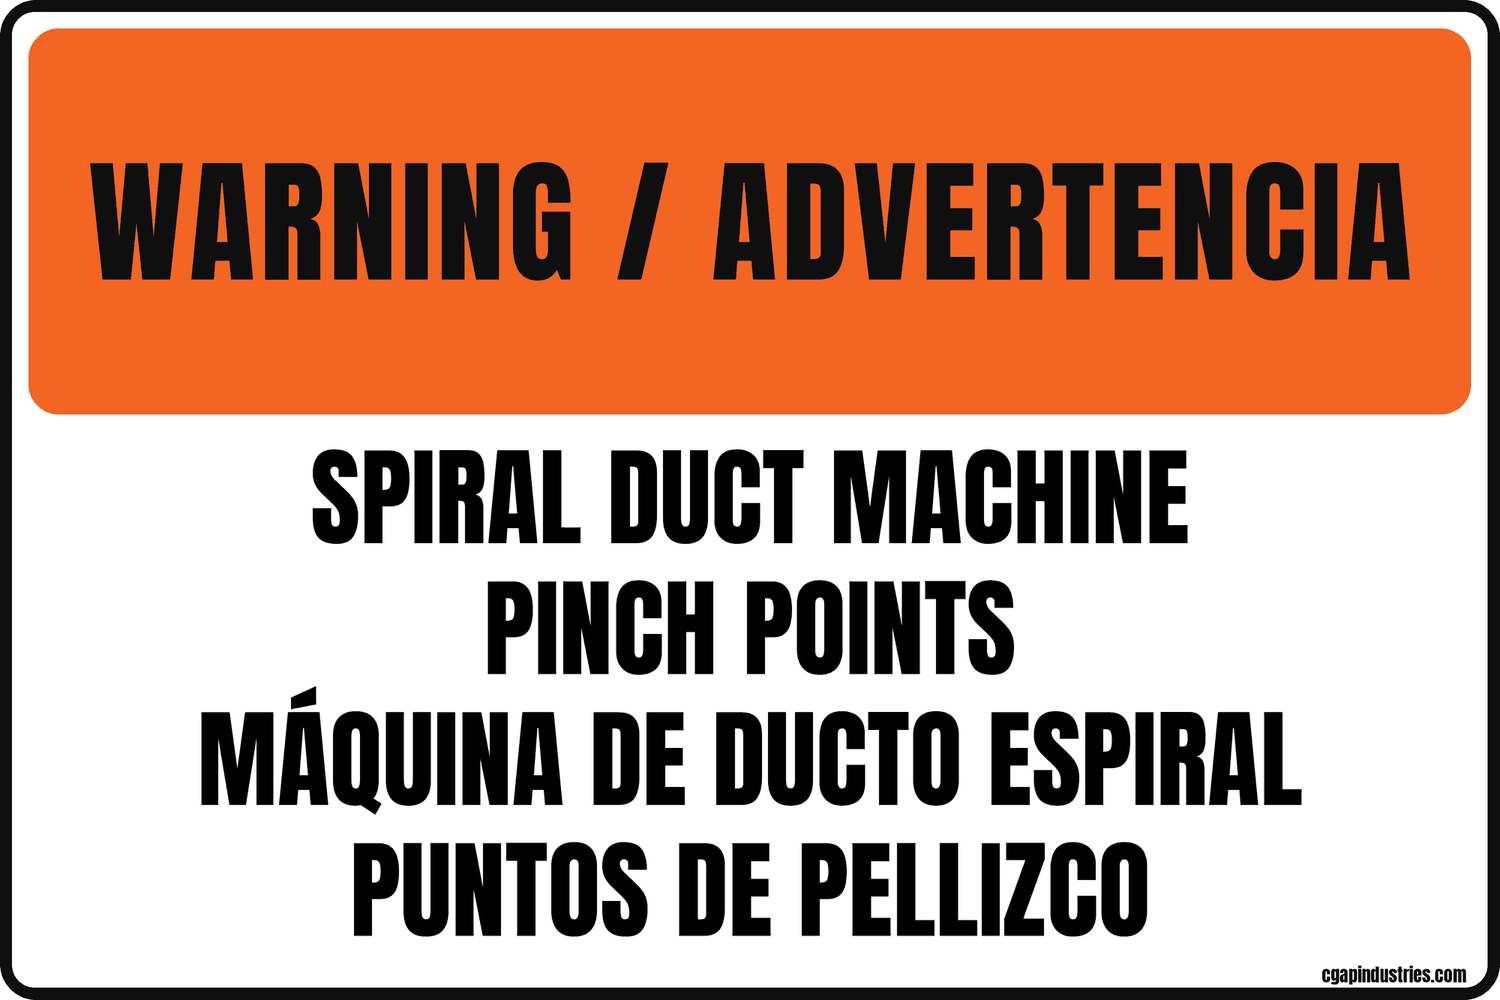 WARNING / ADVERTENCIA
SPIRAL DUCT MACHINE
PINCH POINTS
MÁQUINA DE DUCTO ESPIRAL
PUNTOS DE PELLIZCO
cgapindustries.com